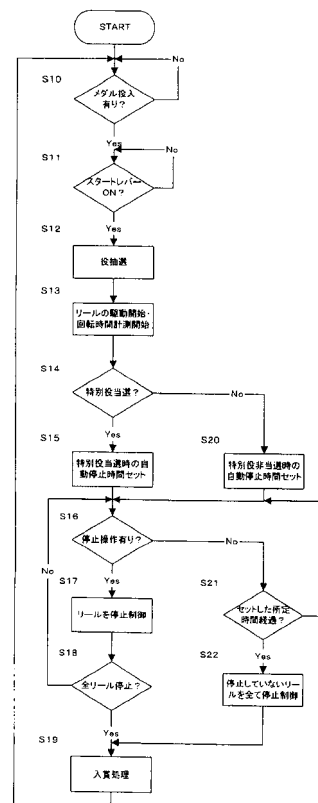 START
No
S10
メダル投入
有り？
Yes
No
S11
スタートレバー
ON？
S12
Yes
役抽選
S13
リールの駆動開始・
回転時間計測開始
S14
特別役当選？
No
S15
Yes
S20
特別役当選時の自
動停止時間セット
特別役非当選時の
自動停止時間セット
S16
停止操作有り？
No
No
S17
Yes
S21
リールを停止制御
セットした所定
時間経過？
S18
Yes
S22
全リール停止？
停止していないリー
ルを全て停止制御
S19
Yes
入賞処理